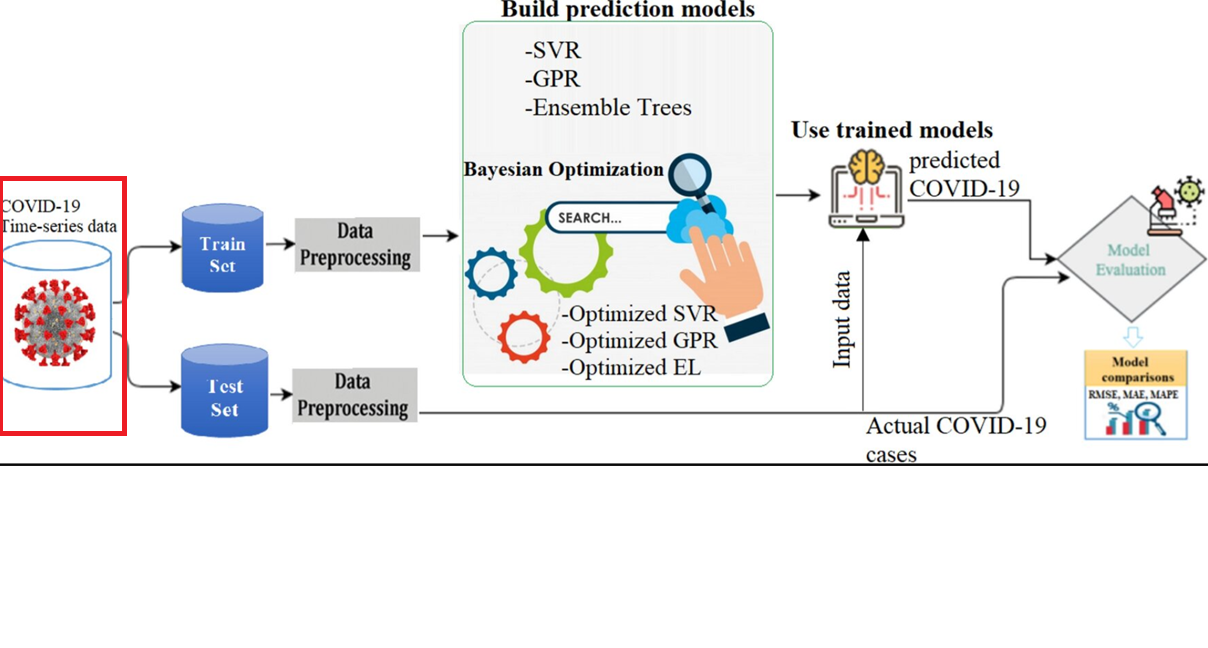 Build prediction models
-SVR
-GPR
-Ensemble Trees
Bayesian Optimization
SEARCH...
-Optimized SVR
-Optimized GPR
-Optimized EL
COVID-19
Time-series data
Train
Set
Data
Preprocessing
Test
Set
Data
Preprocessing
Use trained models
predicted
COVID-19
Input data
Actual COVID-19
cases
Model
Evaluation
Model
comparisons
RMSE, MAE, MAPE
%